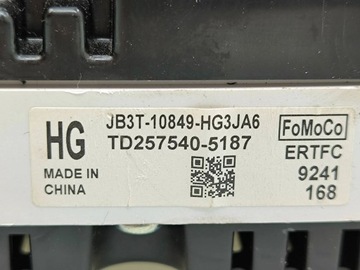 HG
JB3T-10849-HG3JA6
TD257540-5187
MADE IN
CHINA
FoMoCo
ERTFC
9241
168